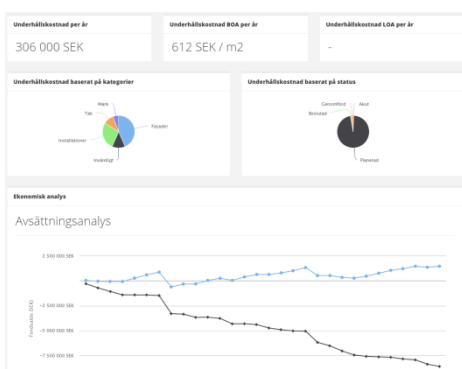 Underhållskostnad per år
Underhållskostnad BOA per år
Underhållskostnad LOA per år
306 000 SEK
612 SEK / m2
-
Underhållskostnad baserat på kategorier
Underhållskostnad baserat på status
Mark
Tak
Fasader
Installationer
Invändigt
Genomförd
Akut
Beslutad
Planerad
Ekonomisk analys
Avsättningsanalys
2 500 000 SEK
-2 500 000 SEK
-5 000 000 SEK
-7 500 000 SEK
Fondsaldo (SEK)